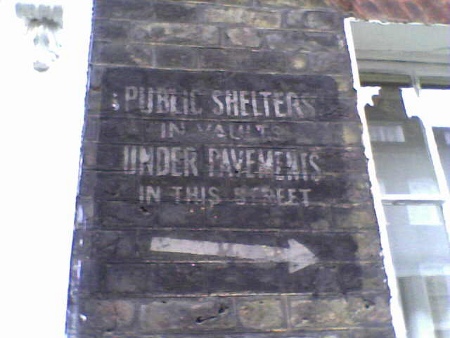 PUBLIC SHELTERS
IN VAULTS
UNDER PAVEMENTS
IN THIS STREET